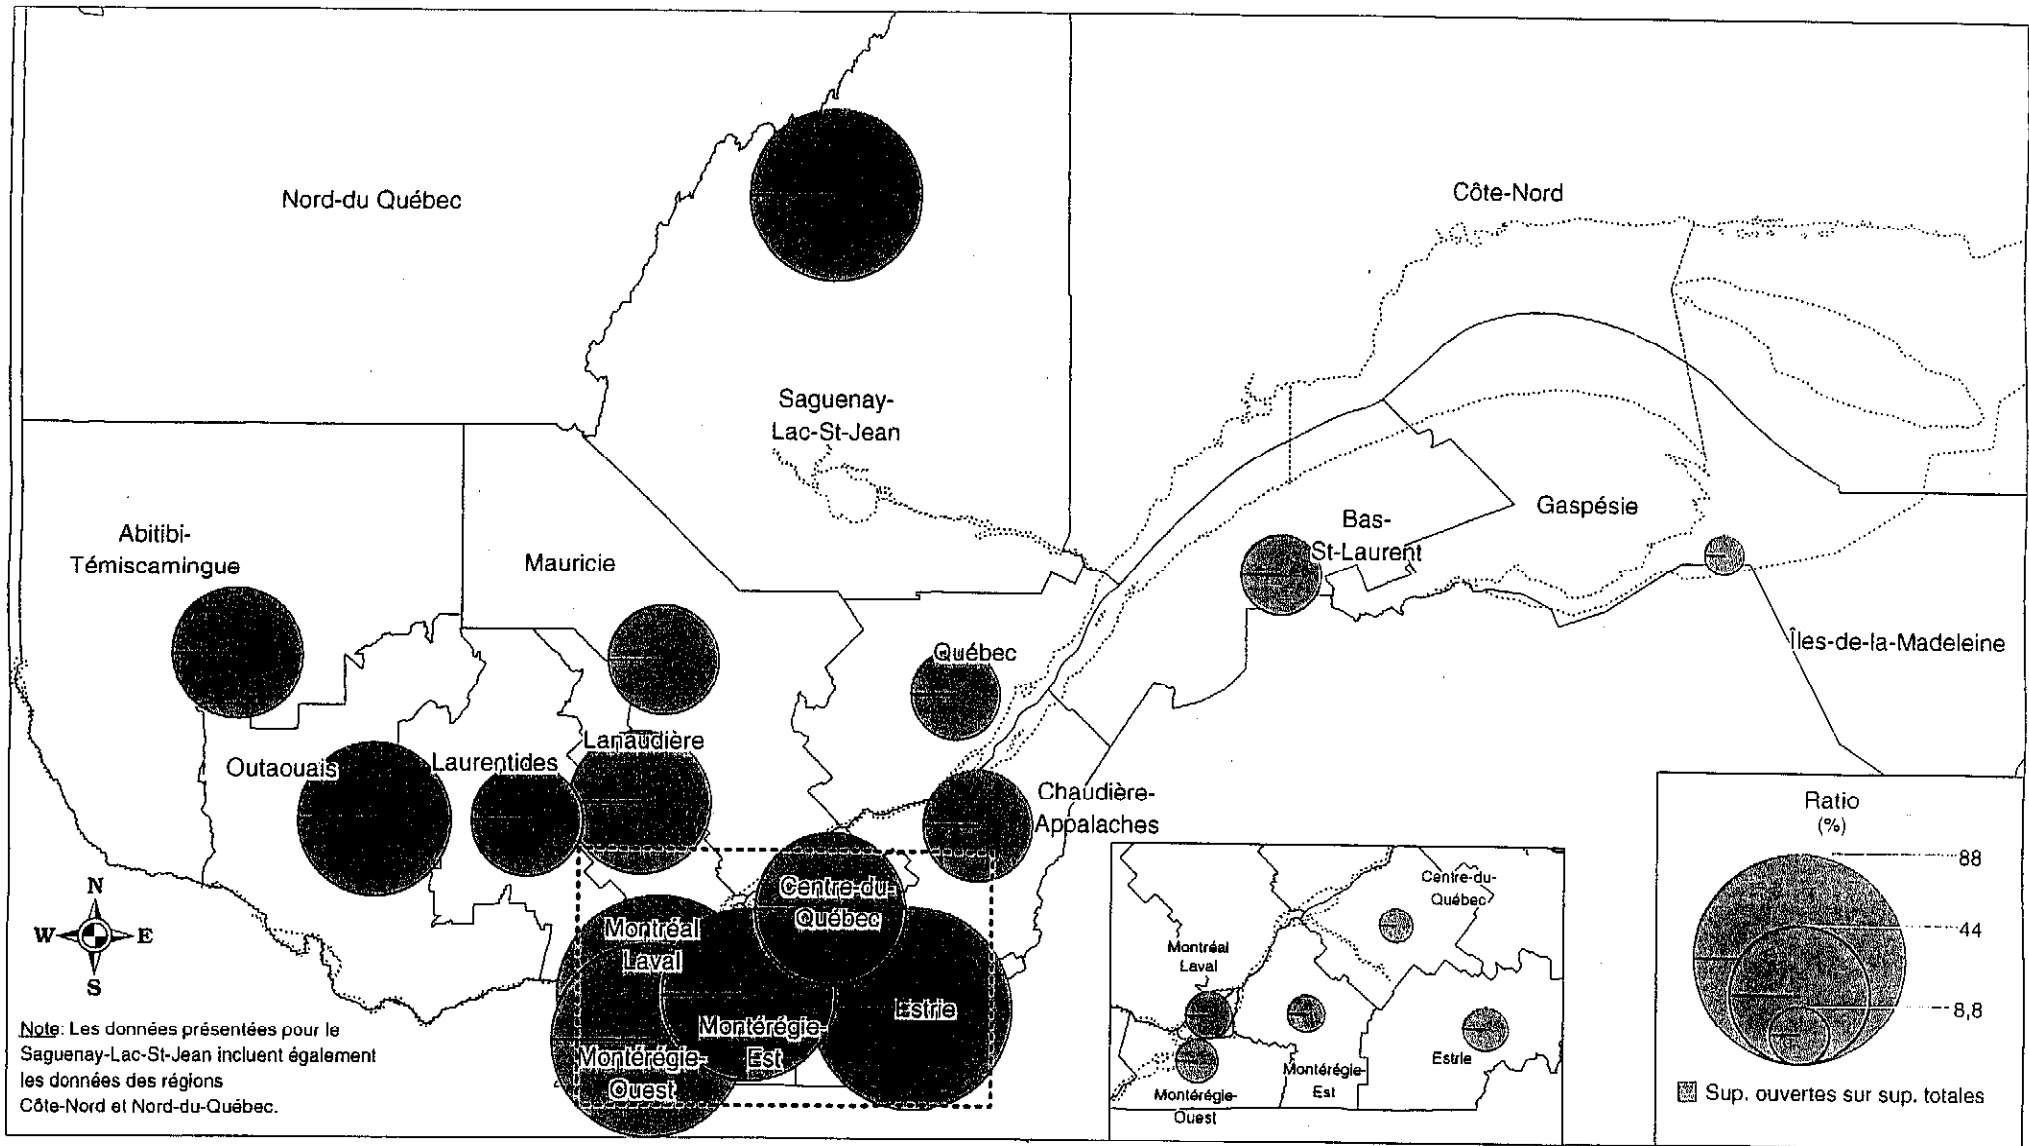 Nord-du Québec
Côte-Nord
Saguenay-
Lac-St-Jean
Abitibi-
Témiscamingue
Mauricie
Bas-
St-Laurent
Gaspésie
Îles-de-la-Madeleine
Québec
Outaouais
Laurentides
Lanaudière
Chaudière-
Appalaches
Centre-du-
Québec
Montréal
Laval
Estrie
Montérégie-
Est
Montérégie-
Ouest
N
W
E
S
Note: Les données présentées pour le
Saguenay-Lac-St-Jean incluent également
les données des régions
Côte-Nord et Nord-du-Québec.
Centre-du-
Québec
Montréal
Laval
Estrie
Montérégie-
Est
Montérégie-
Ouest
Ratio
(%)
88
44
8,8
Sup. ouvertes sur sup. totales